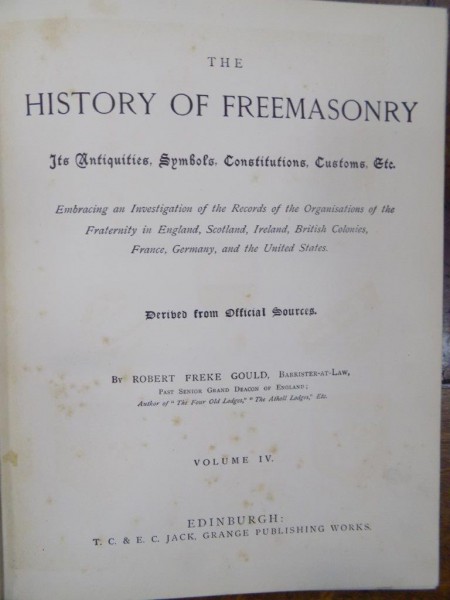 THE
HISTORY OF FREEMASONRY
Its Antiquities, Symbols, Constitutions, Customs, Etc.
Embracing an Investigation of the Records of the Organisations of the
Fraternity in England, Scotland, Ireland, British Colonies,
France, Germany, and the United States.
Derived from Official Sources.
BY ROBERT FREKE GOULD, BARRISTER-AT-LAW,
PAST SENIOR GRAND DEACON OF ENGLAND;
Author of "The Four Old Lodges," "The Atholl Lodges," Etc.
VOLUME IV.
EDINBURGH:
T. C. & E. C. JACK, GRANGE PUBLISHING WORKS.